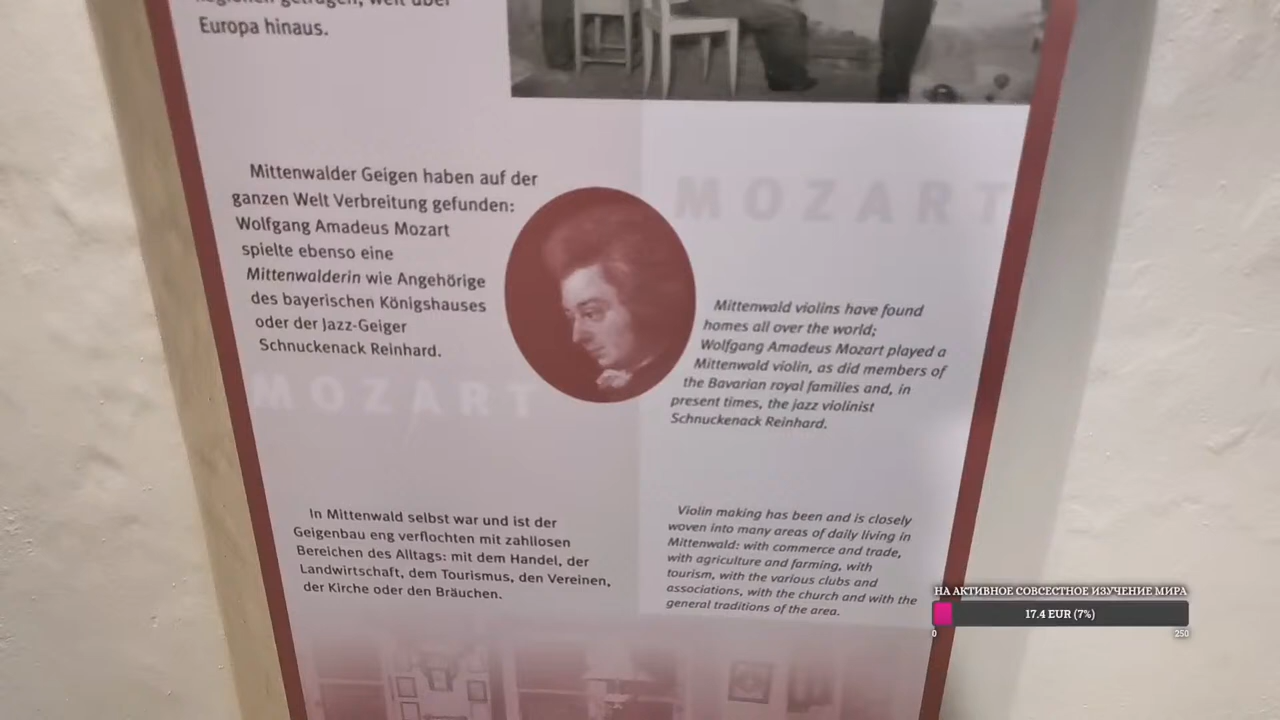 Europa hinaus.
Mittenwalder Geigen haben auf der
ganzen Welt Verbreitung gefunden:
Wolfgang Amadeus Mozart
spielte ebenso eine
Mittenwalderin wie Angehörige
des bayerischen Königshauses
oder der Jazz-Geiger
Schnuckenack Reinhard.
MOZART
MOZART
Mittenwald violins have found
homes all over the world;
Wolfgang Amadeus Mozart played a
Mittenwald violin, as did members of
the Bavarian royal families and, in
present times, the jazz violinist
Schnuckenack Reinhard.
In Mittenwald selbst war und ist der
Geigenbau eng verflochten mit zahllosen
Bereichen des Alltags: mit dem Handel, der
Landwirtschaft, dem Tourismus, den Vereinen,
der Kirche oder den Bräuchen.
Violin making has been and is closely
woven into many areas of daily living in
Mittenwald: with commerce and trade,
with agriculture and farming, with
tourism, with the various clubs and
associations, with the church and with the
general traditions of the area.
НА АКТИВНОЕ СОВСЕСТНОЕ ИЗУЧЕНИЕ МИРА
17.4 EUR (7%)
0
250